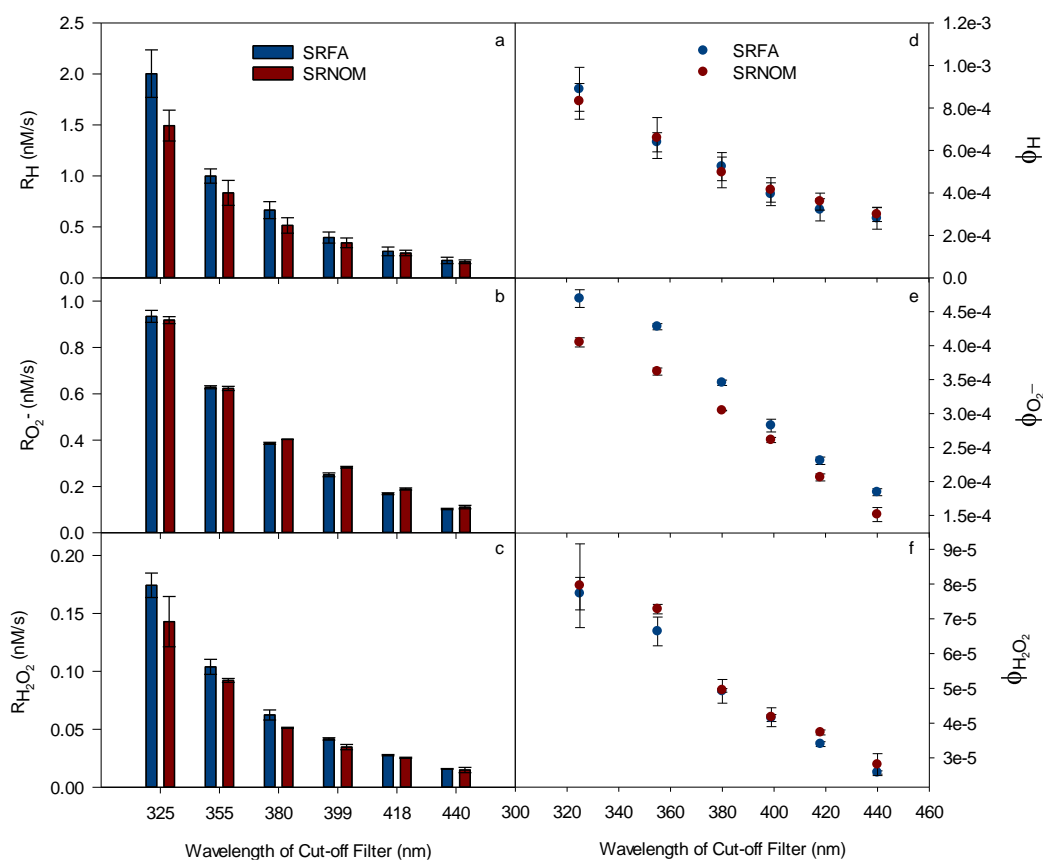 a
SRFA
SRNOM
2.5
2.0
1.5
1.0
0.5
0.0
R_H (nM/s)
b
1.0
0.8
0.6
0.4
0.2
0.0
R_O₂- (nM/s)
c
0.20
0.15
0.10
0.05
0.00
R_H₂O₂ (nM/s)
325 355 380 399 418 440
Wavelength of Cut-off Filter (nm)
d
SRFA
SRNOM
1.2e-3
1.0e-3
8.0e-4
6.0e-4
4.0e-4
2.0e-4
0.0
ϕ_H
e
4.5e-4
4.0e-4
3.5e-4
3.0e-4
2.5e-4
2.0e-4
1.5e-4
ϕ_O₂⁻
f
9e-5
8e-5
7e-5
6e-5
5e-5
4e-5
3e-5
ϕ_H₂O₂
300 320 340 360 380 400 420 440 460
Wavelength of Cut-off Filter (nm)